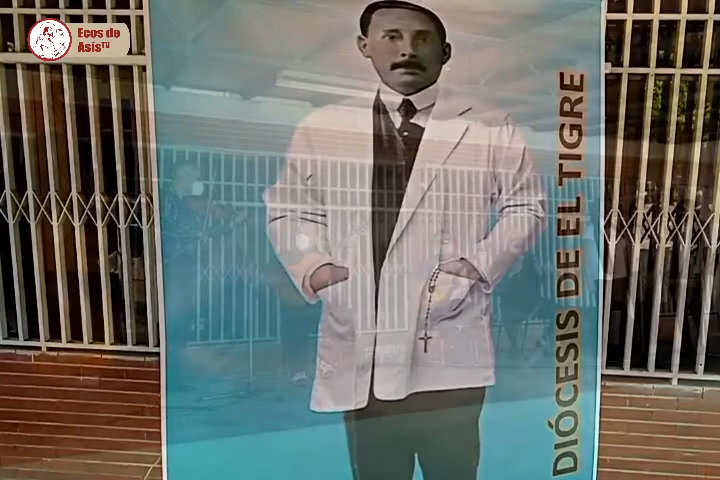 Ecos de
Asís TV
DIÓCESIS DE EL TIGRE